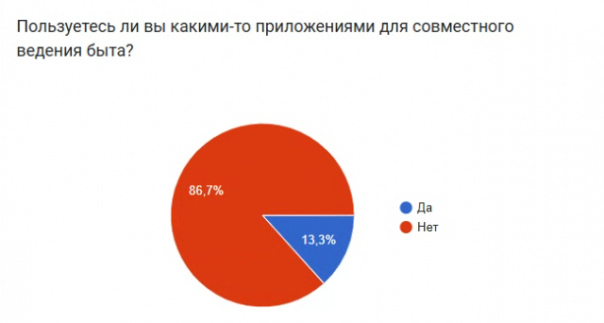 Пользуетесь ли вы какими-то приложениями для совместного
ведения быта?
86,7%
13,3%
Да
Нет